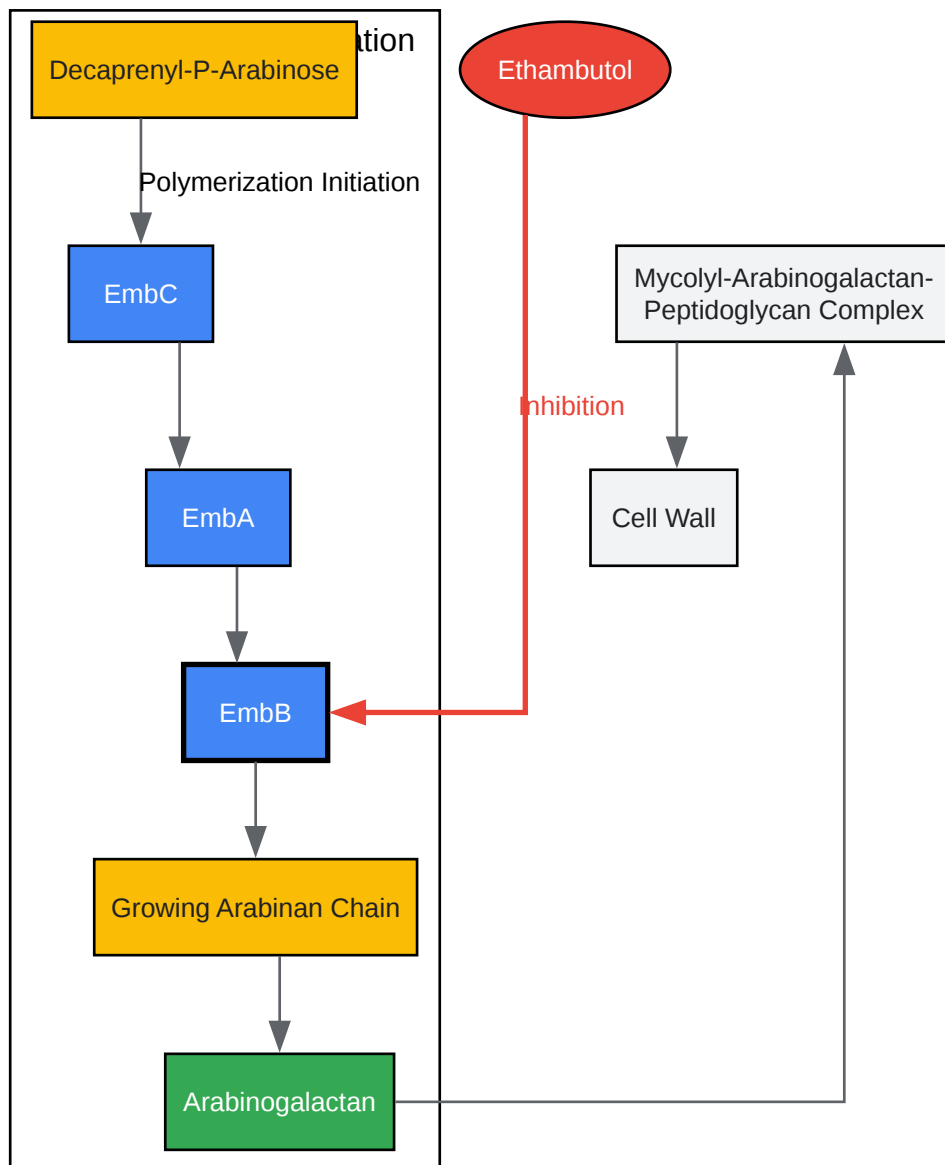 Decaprenyl-P-Arabinose
Ethambutol
Polymerization Initiation
EmbC
Mycolyl-Arabinogalactan-
Peptidoglycan Complex
Inhibition
EmbA
Cell Wall
EmbB
Growing Arabinan Chain
Arabinogalactan